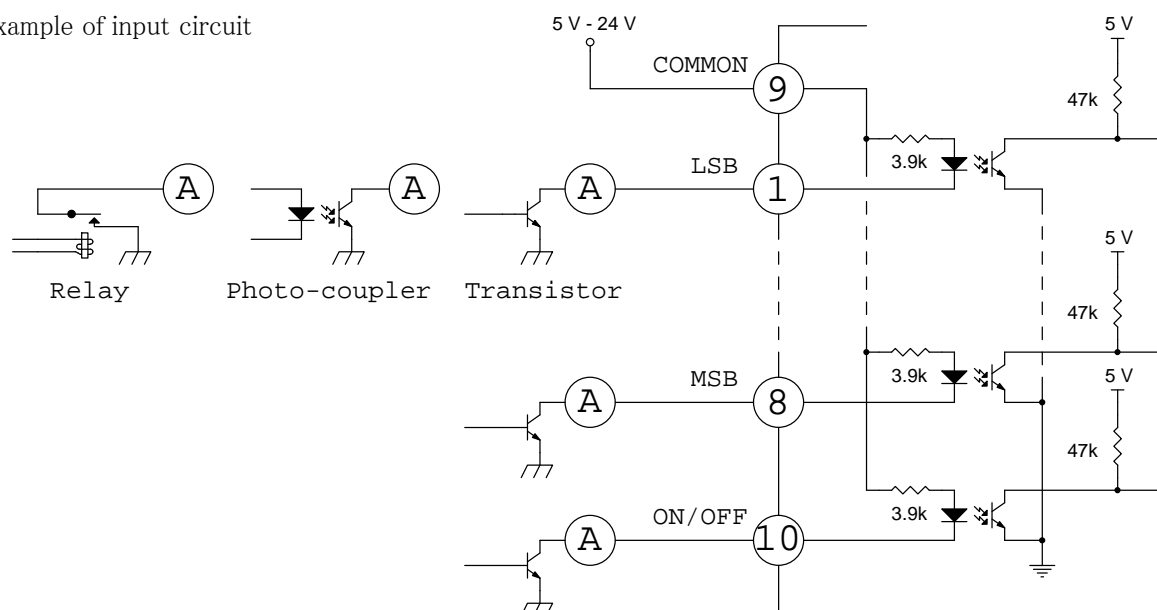 xample of input circuit
5 V - 24 V
5 V
COMMON
9
47k
LSB
3.9k
A
A
A
1
5 V
Relay
Photo-coupler
Transistor
47k
MSB
3.9k
5 V
A
8
47k
ON/OFF
3.9k
A
10